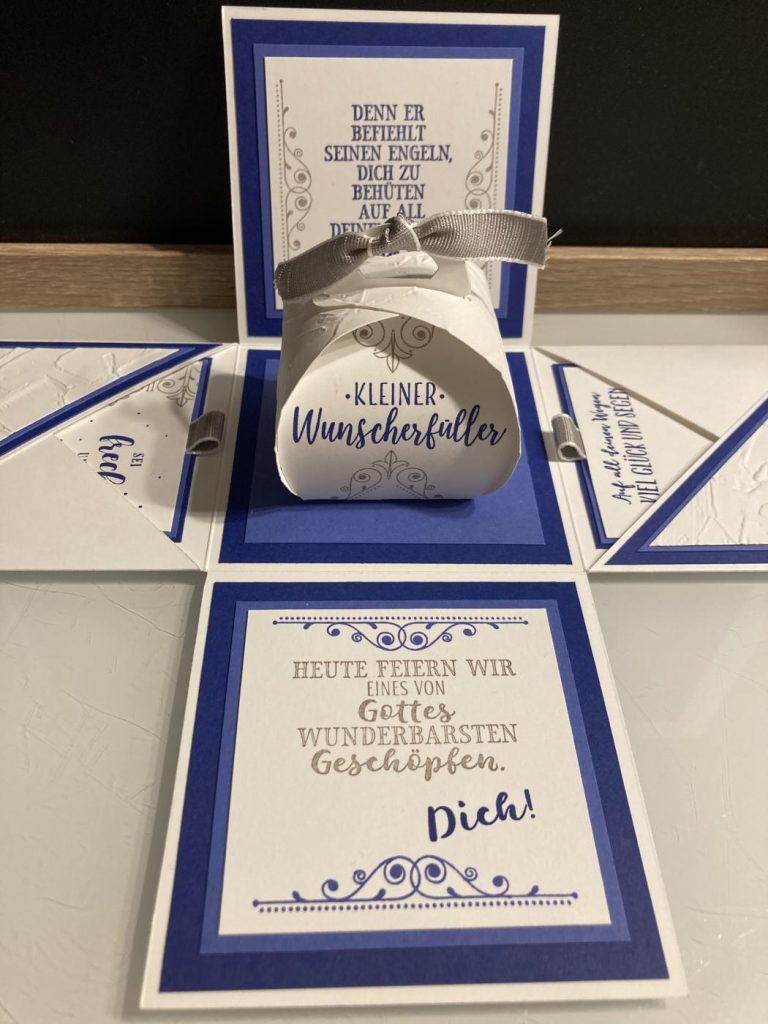 DENN ER
BEFIEHLT
SEINEN ENGELN,
DICH ZU
BEHÜTEN
AUF ALL
·KLEINER·
Wunscherfüller
SEI
Auf all deinen Wegen
VIEL GLÜCK UND SEGEN
HEUTE FEIERN WIR
EINES VON
Gottes
WUNDERBARSTEN
Geschöpfen.
Dich!